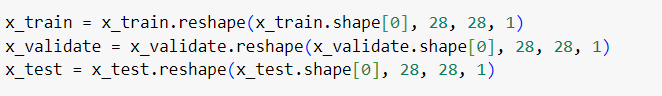 x_train = x_train.reshape(x_train.shape[0], 28, 28, 1)
x_validate = x_validate.reshape(x_validate.shape[0], 28, 28, 1)
x_test = x_test.reshape(x_test.shape[0], 28, 28, 1)